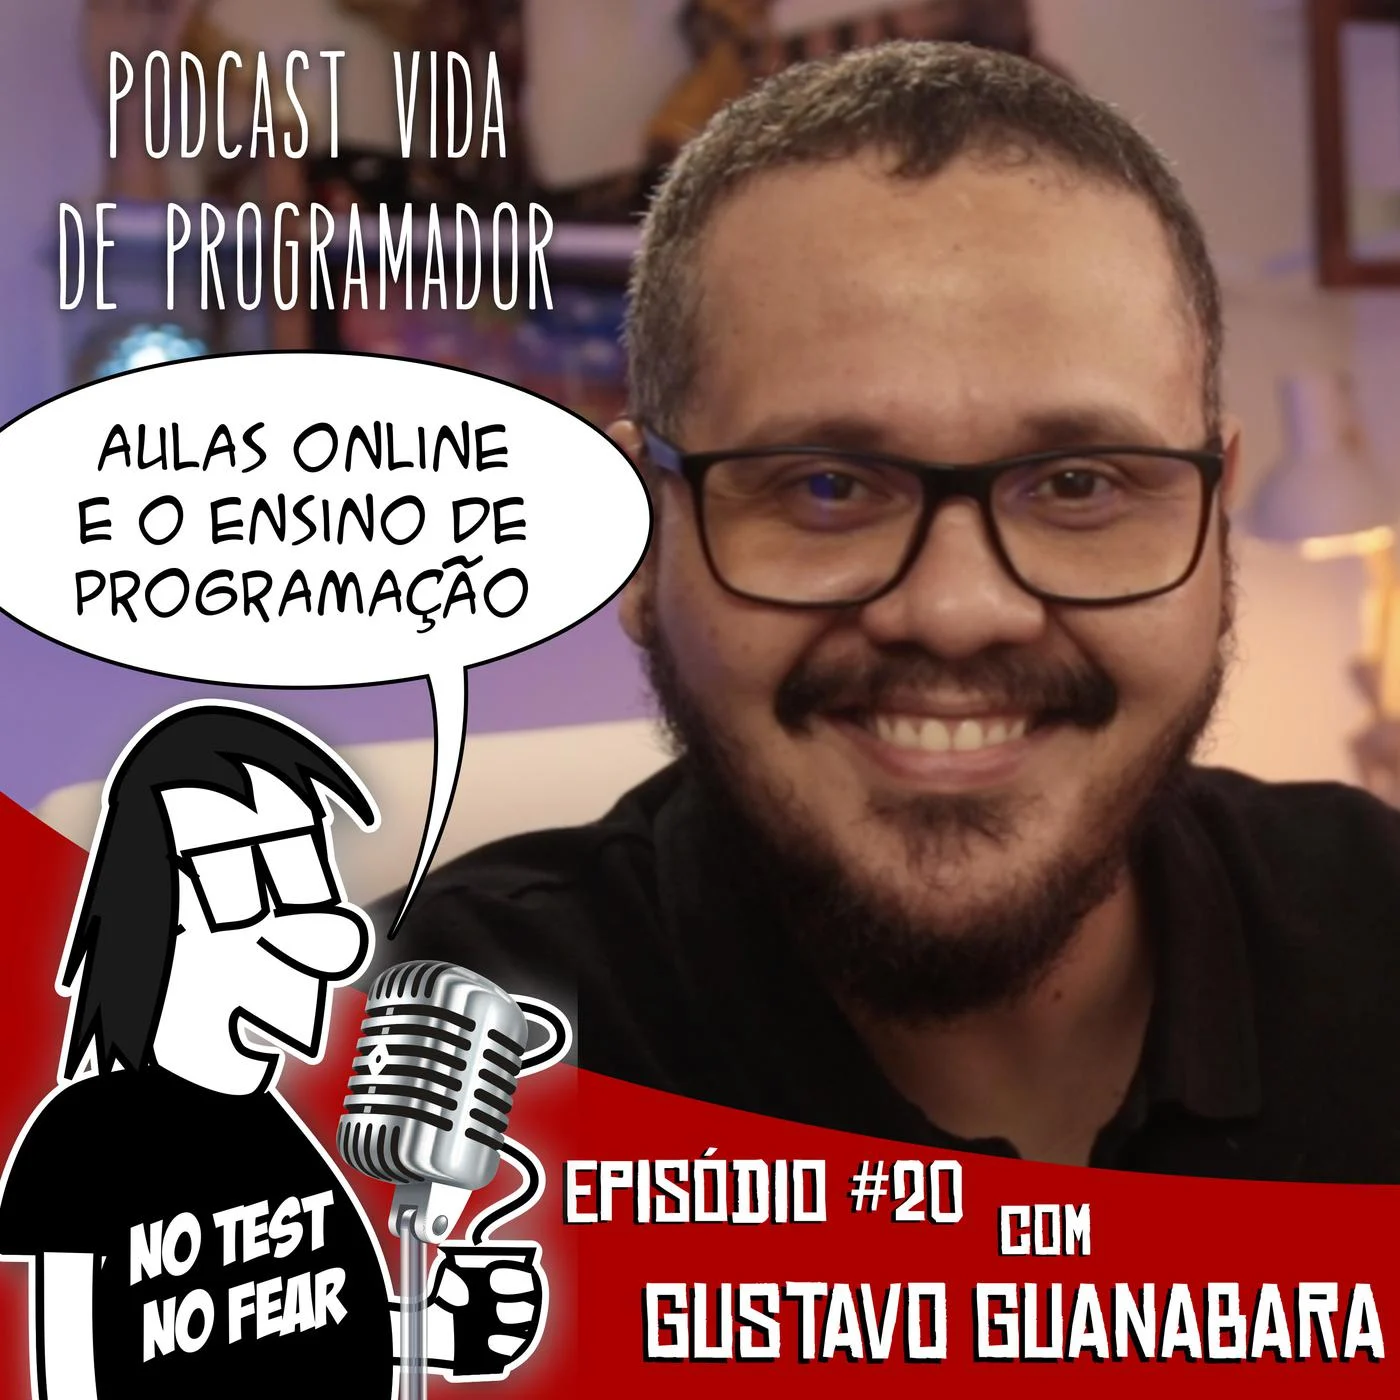 PODCAST VIDA
DE PROGRAMADOR
AULAS ONLINE
E O ENSINO DE
PROGRAMAÇÃO
NO TEST
NO FEAR
EPISÓDIO #20
COM
GUSTAVO GUANABARA